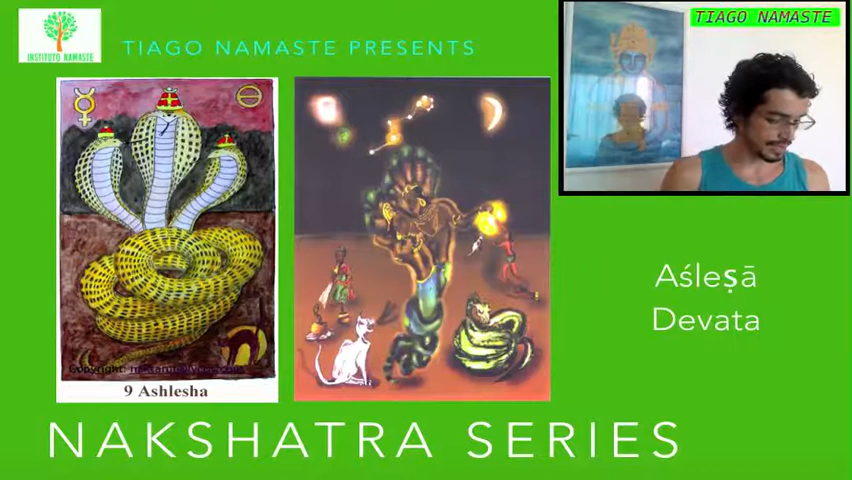 INSTITUTO NAMASTE
TIAGO NAMASTE PRESENTS
TIAGO NAMASTE
9 Ashlesha
Aśleṣā
Devata
NAKSHATRA SERIES